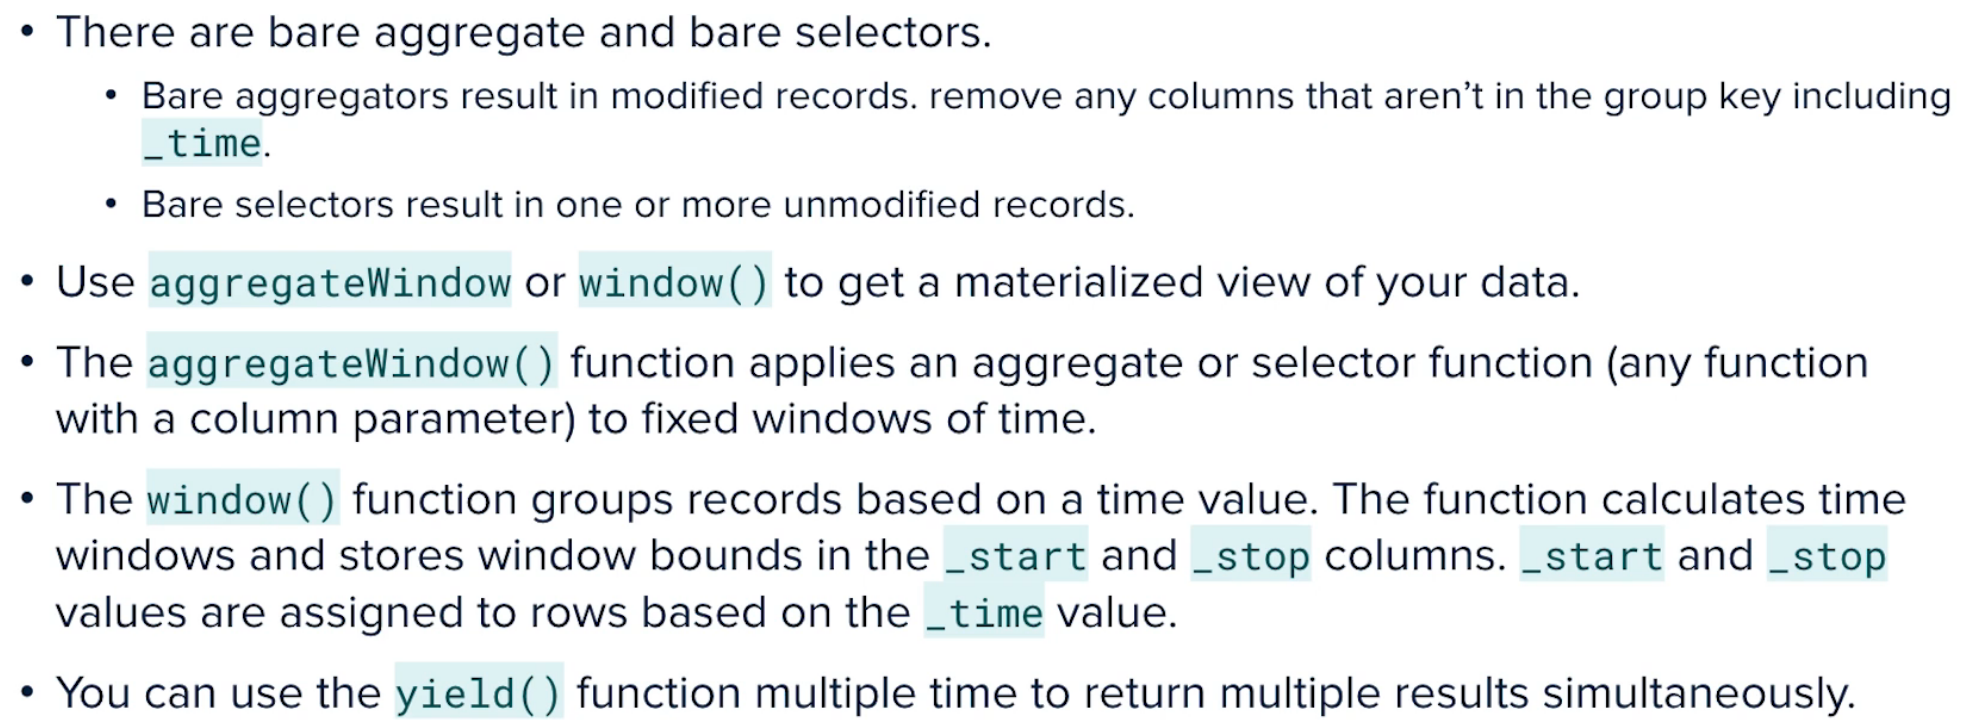 • There are bare aggregate and bare selectors.
• Bare aggregators result in modified records. remove any columns that aren't in the group key including
_time.
• Bare selectors result in one or more unmodified records.
• Use aggregateWindow or window() to get a materialized view of your data.
• The aggregateWindow() function applies an aggregate or selector function (any function
with a column parameter) to fixed windows of time.
• The window() function groups records based on a time value. The function calculates time
windows and stores window bounds in the _start and _stop columns. _start and _stop
values are assigned to rows based on the _time value.
• You can use the yield() function multiple time to return multiple results simultaneously.